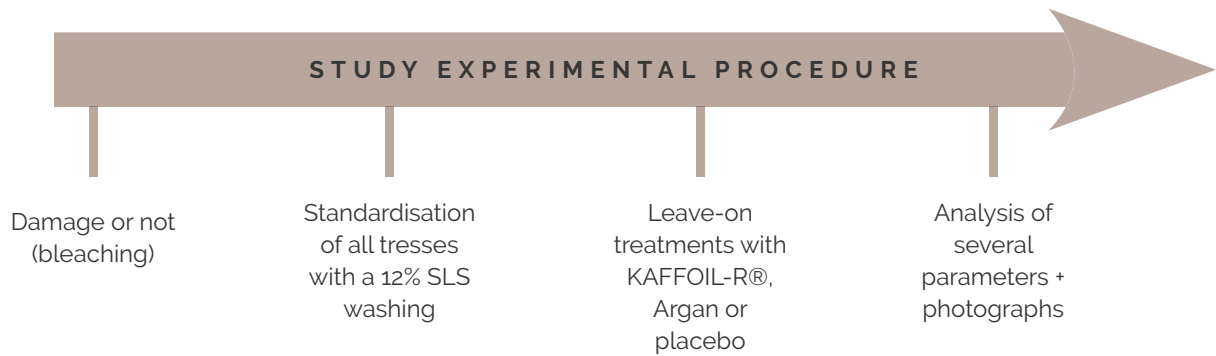 STUDY EXPERIMENTAL PROCEDURE
Damage or not
(bleaching)
Standardisation
of all tresses
with a 12% SLS
washing
Leave-on
treatments with
KAFFOIL-R®,
Argan or
placebo
Analysis of
several
parameters +
photographs